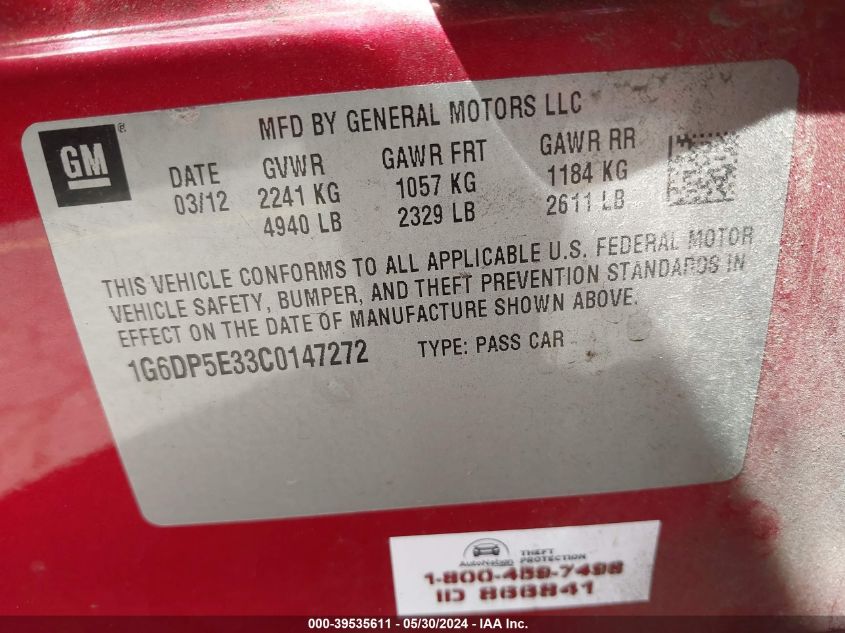 GM ®
MFD BY GENERAL MOTORS LLC
DATE GVWR GAWR FRT GAWR RR
03/12 2241 KG 1057 KG 1184 KG
4940 LB 2329 LB 2611 LB
THIS VEHICLE CONFORMS TO ALL APPLICABLE U.S. FEDERAL MOTOR
VEHICLE SAFETY, BUMPER, AND THEFT PREVENTION STANDARDS IN
EFFECT ON THE DATE OF MANUFACTURE SHOWN ABOVE.
1G6DP5E33C0147272 TYPE: PASS CAR
AutoNation THEFT
PROTECTION
1-800-459-7498
ID 866841
000-39535611 - 05/30/2024 - IAA Inc.